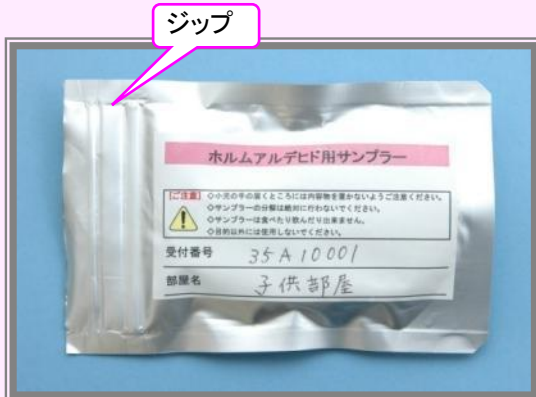 ジップ
ホルムアルデヒド用サンプラー
【ご注意】 ◇小児の手の届くところには内容物を置かないようご注意ください。
◇サンプラーの分解は絶対に行わないでください。
◇サンプラーは食べたり飲んだり出来ません。
◇目的以外には使用しないでください。
受付番号 35A10001
部屋名 子供部屋